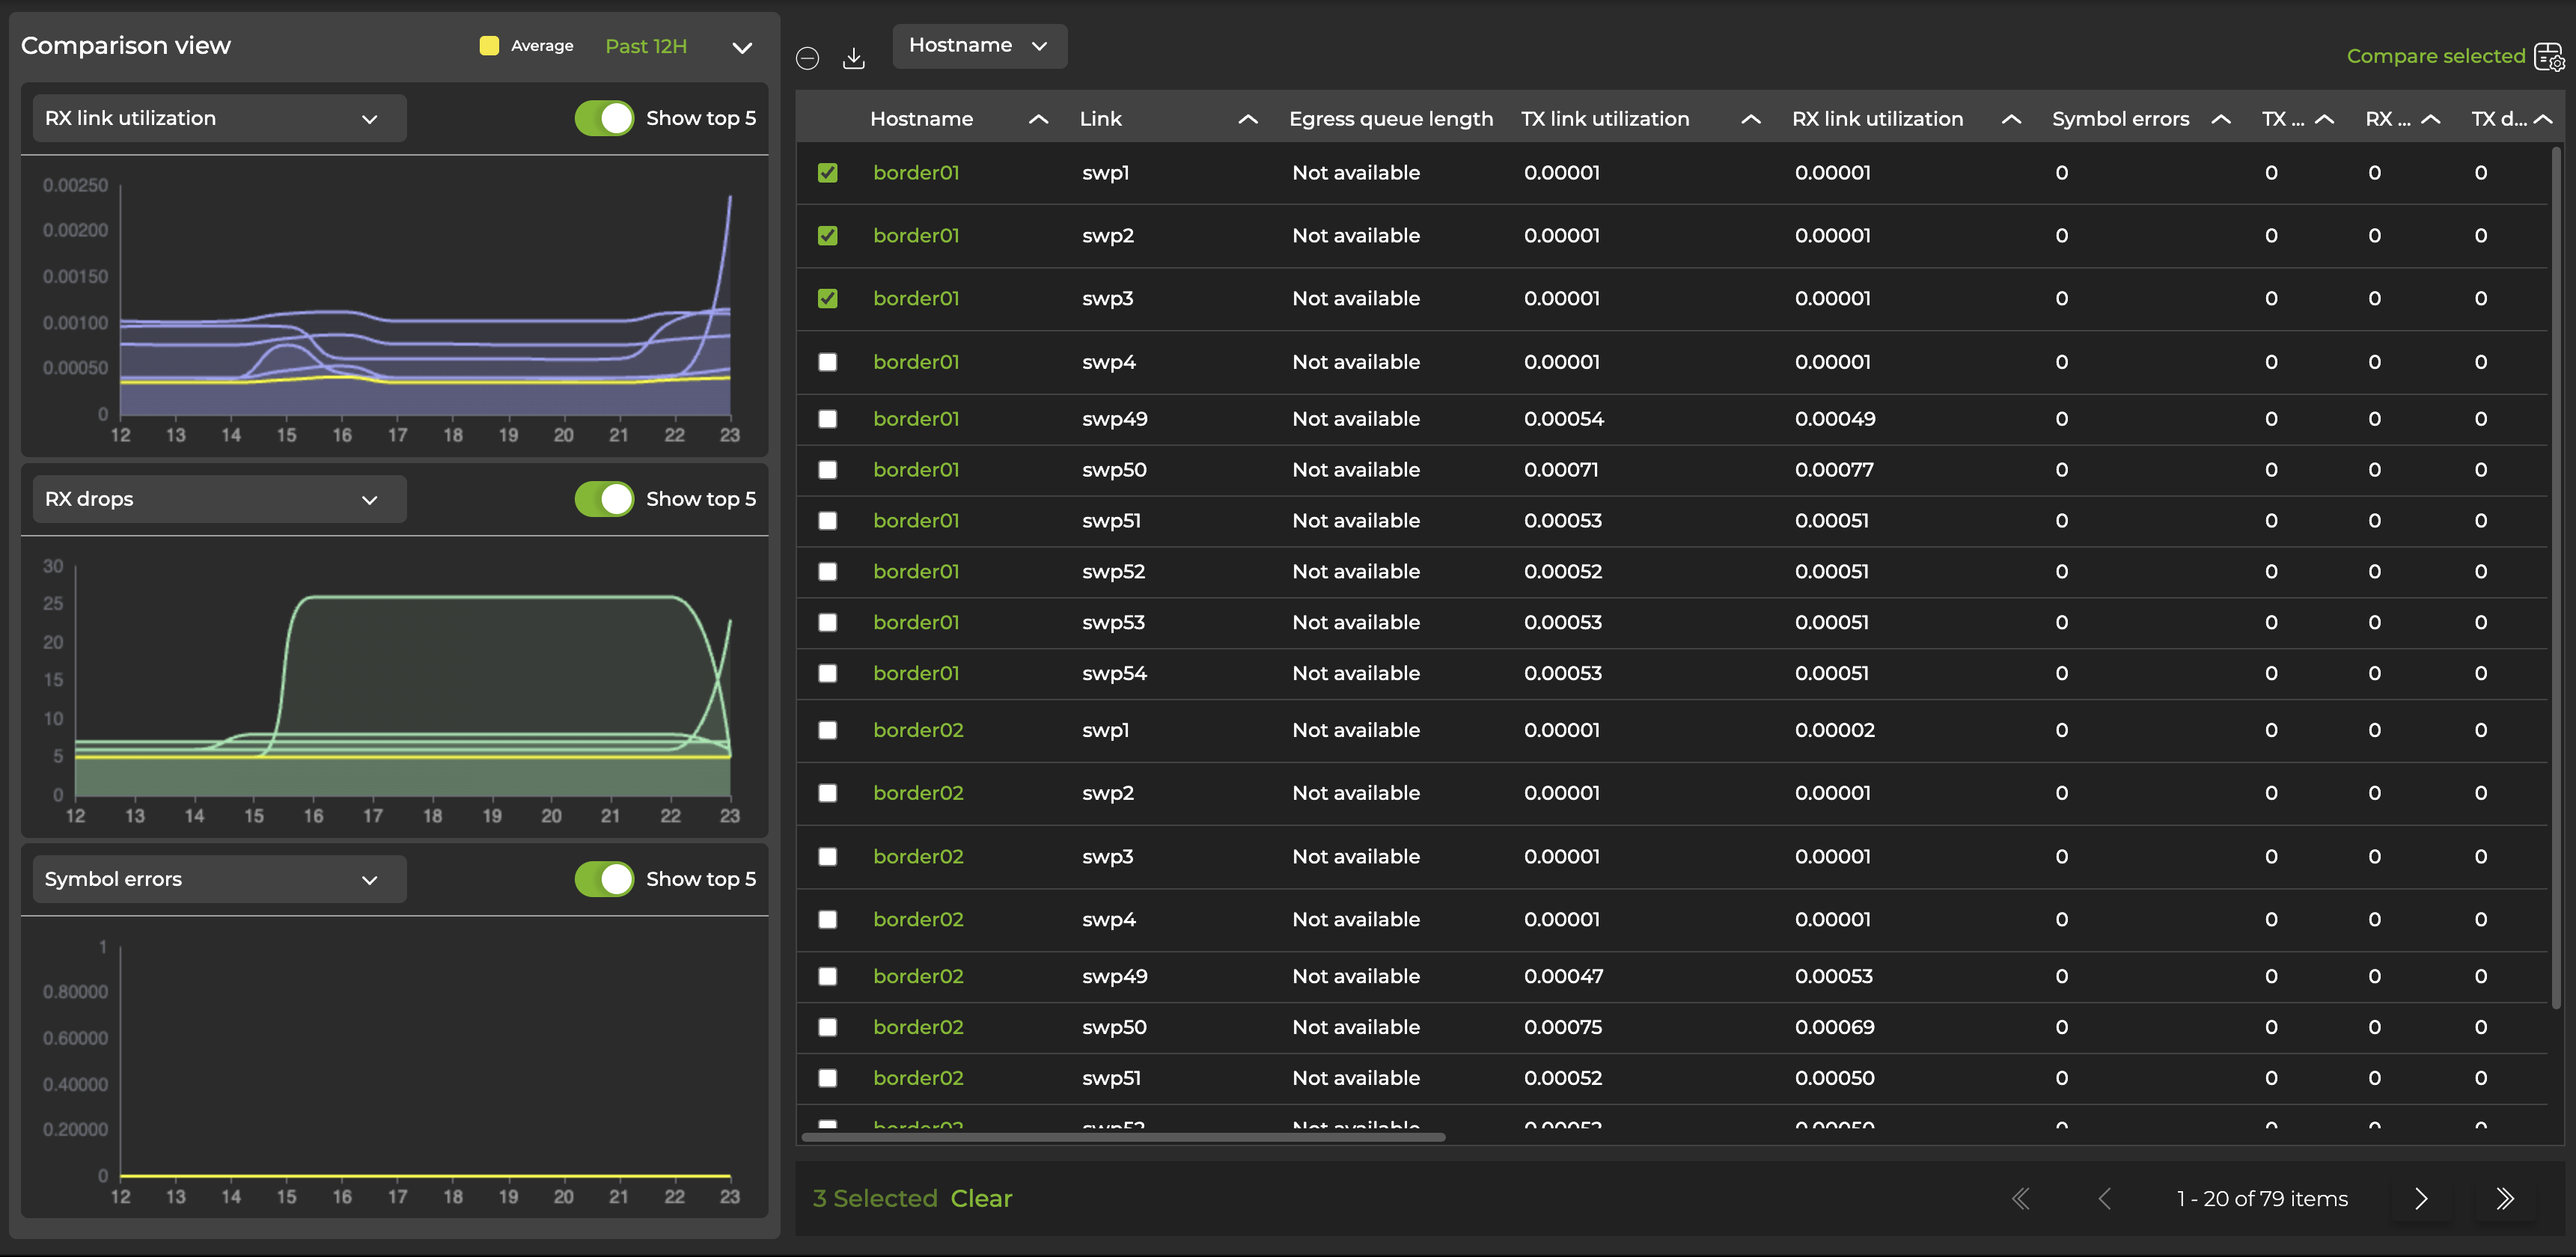 Comparison view
Average
Past 12H
RX link utilization
Show top 5
0.00250
0.00200
0.00150
0.00100
0.00050
0
12 13 14 15 16 17 18 19 20 21 22 23
RX drops
Show top 5
30
25
20
15
10
5
0
12 13 14 15 16 17 18 19 20 21 22 23
Symbol errors
Show top 5
1
0.80000
0.60000
0.40000
0.20000
0
12 13 14 15 16 17 18 19 20 21 22 23
Hostname
Compare selected
Hostname Link Egress queue length TX link utilization RX link utilization Symbol errors TX ... RX ... TX d...
border01 swp1 Not available 0.00001 0.00001 0 0 0 0
border01 swp2 Not available 0.00001 0.00001 0 0 0 0
border01 swp3 Not available 0.00001 0.00001 0 0 0 0
border01 swp4 Not available 0.00001 0.00001 0 0 0 0
border01 swp49 Not available 0.00054 0.00049 0 0 0 0
border01 swp50 Not available 0.00071 0.00077 0 0 0 0
border01 swp51 Not available 0.00053 0.00051 0 0 0 0
border01 swp52 Not available 0.00052 0.00051 0 0 0 0
border01 swp53 Not available 0.00053 0.00051 0 0 0 0
border01 swp54 Not available 0.00053 0.00051 0 0 0 0
border02 swp1 Not available 0.00001 0.00002 0 0 0 0
border02 swp2 Not available 0.00001 0.00001 0 0 0 0
border02 swp3 Not available 0.00001 0.00001 0 0 0 0
border02 swp4 Not available 0.00001 0.00001 0 0 0 0
border02 swp49 Not available 0.00047 0.00053 0 0 0 0
border02 swp50 Not available 0.00075 0.00069 0 0 0 0
border02 swp51 Not available 0.00052 0.00050 0 0 0 0
3 Selected Clear
1 - 20 of 79 items